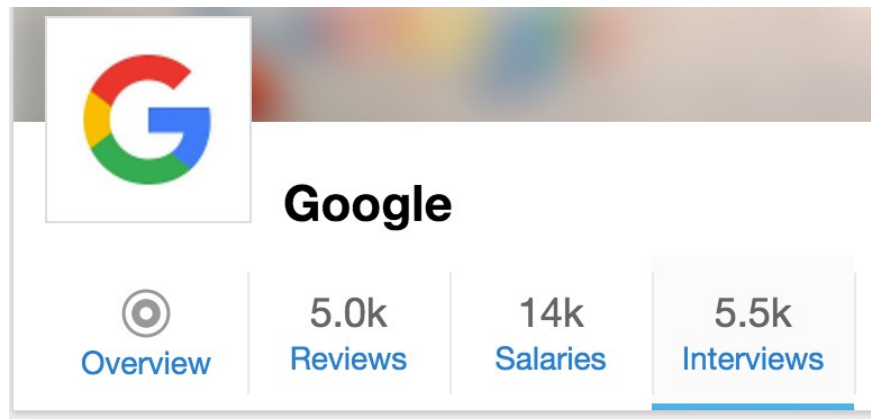 Google
Overview
5.0k
Reviews
14k
Salaries
5.5k
Interviews